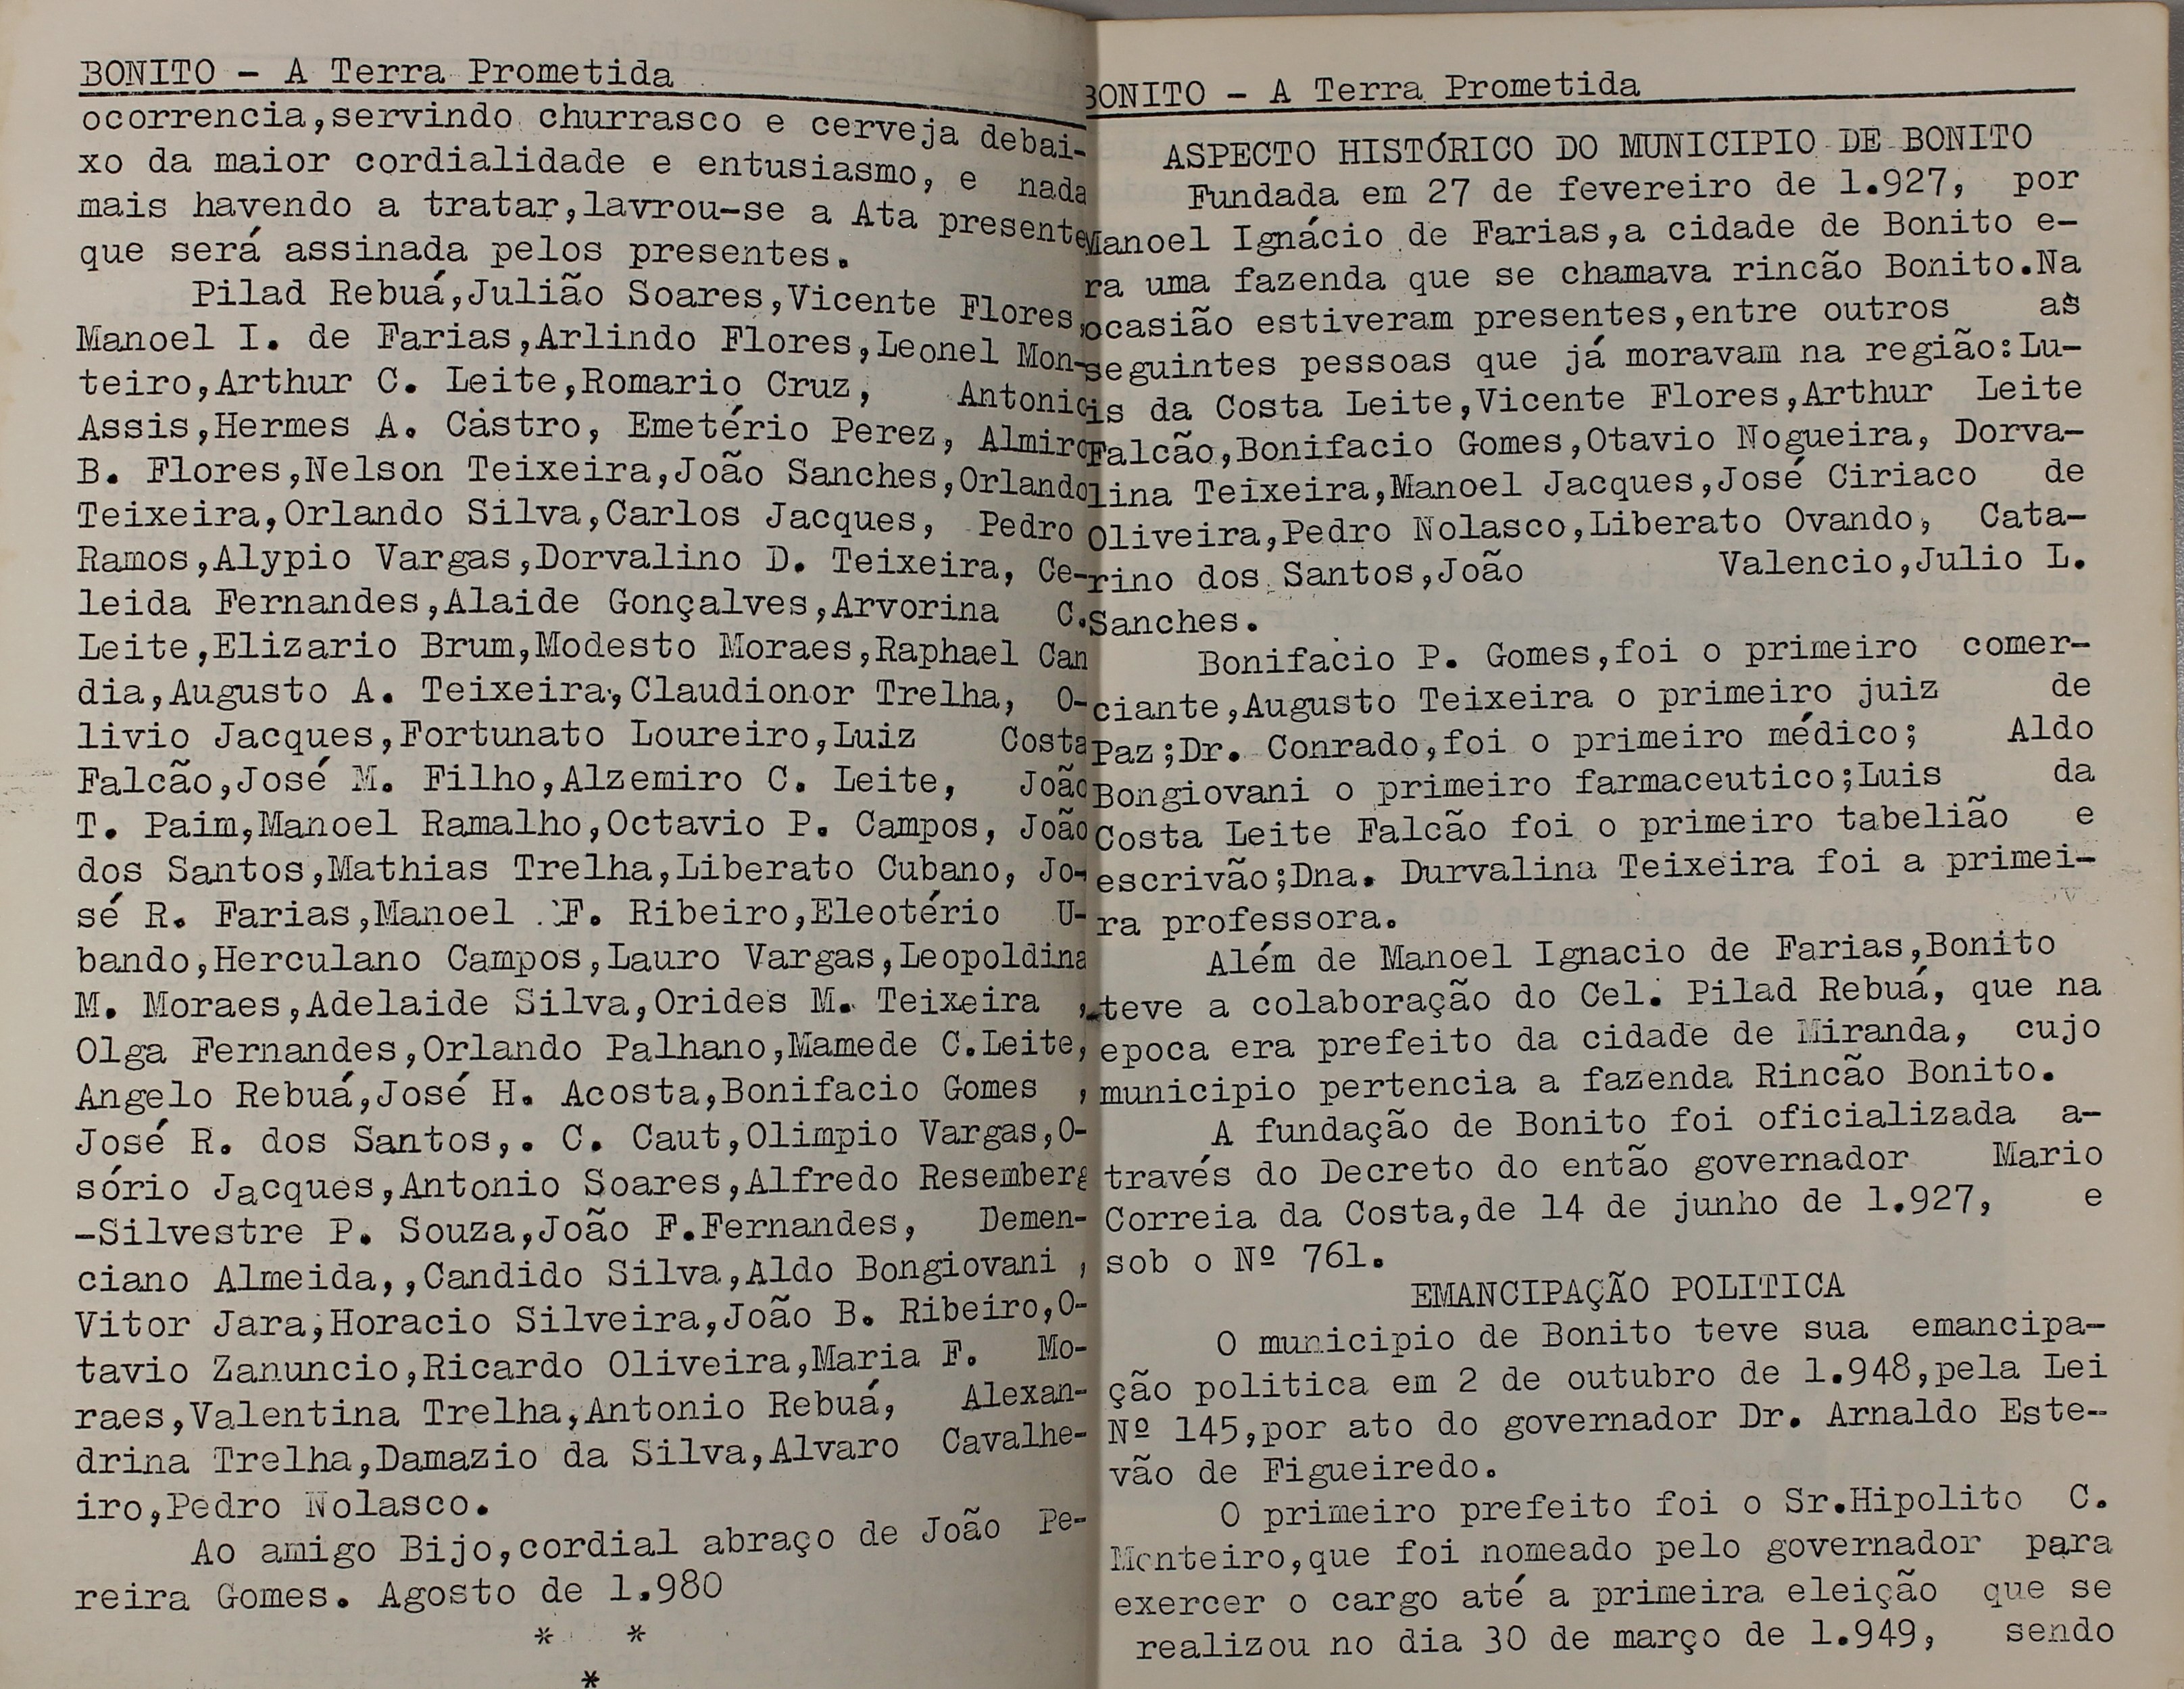 BONITO - A Terra Prometida
ocorrencia,servindo churrasco e cerveja debai-
xo da maior cordialidade e entusiasmo, e nada
mais havendo a tratar,lavrou-se a Ata presente
que será assinada pelos presentes.
Pilad Rebuá,Julião Soares,Vicente Flores,
Manoel I. de Farias,Arlindo Flores,Leonel Mon-
teiro,Arthur C. Leite,Romario Cruz, Antonio
Assis,Hermes A. Castro, Emetério Perez, Almiro
B. Flores,Nelson Teixeira,João Sanches,Orlando
Teixeira,Orlando Silva,Carlos Jacques, Pedro
Ramos,Alypio Vargas,Dorvalino D. Teixeira, Ce-
leida Fernandes,Alaide Gonçalves,Arvorina C.
Leite,Elizario Brum,Modesto Moraes,Raphael Can
dia,Augusto A. Teixeira,Claudionor Trelha, O-
livio Jacques,Fortunato Loureiro,Luiz Costa
Falcão,José M. Filho,Alzemiro C. Leite, João
T. Paim,Manoel Ramalho,Octavio P. Campos, João
dos Santos,Mathias Trelha,Liberato Cubano, Jo-
sé R. Farias,Manoel F. Ribeiro,Eleotério U-
bando,Herculano Campos,Lauro Vargas,Leopoldina
M. Moraes,Adelaide Silva,Orides M. Teixeira ,
Olga Fernandes,Orlando Palhano,Mamede C.Leite,
Angelo Rebuá,José H. Acosta,Bonifacio Gomes ,
José R. dos Santos,. C. Caut,Olimpio Vargas,O-
sório Jacques,Antonio Soares,Alfredo Resemberg
-Silvestre P. Souza,João F.Fernandes, Demen-
ciano Almeida,,Candido Silva,Aldo Bongiovani ,
Vitor Jara,Horacio Silveira,João B. Ribeiro,O-
tavio Zanuncio,Ricardo Oliveira,Maria F. Mo-
raes,Valentina Trelha,Antonio Rebuá, Alexan-
drina Trelha,Damazio da Silva,Alvaro Cavalhe-
iro,Pedro Nolasco.
Ao amigo Bijo,cordial abraço de João Pe-
reira Gomes. Agosto de 1.980
* *
*
BONITO - A Terra Prometida
ASPECTO HISTÓRICO DO MUNICIPIO DE BONITO
Fundada em 27 de fevereiro de 1.927, por
Manoel Ignácio de Farias,a cidade de Bonito e-
ra uma fazenda que se chamava rincão Bonito.Na
ocasião estiveram presentes,entre outros as
seguintes pessoas que já moravam na região:Lu-
is da Costa Leite,Vicente Flores,Arthur Leite
Falcão,Bonifacio Gomes,Otavio Nogueira, Dorva-
lina Teixeira,Manoel Jacques,José Ciriaco de
Oliveira,Pedro Nolasco,Liberato Ovando, Cata-
rino dos Santos,João Valencio,Julio L.
Sanches.
Bonifacio P. Gomes,foi o primeiro comer-
ciante,Augusto Teixeira o primeiro juiz de
Paz;Dr. Conrado,foi o primeiro médico; Aldo
Bongiovani o primeiro farmaceutico;Luis da
Costa Leite Falcão foi o primeiro tabelião e
escrivão;Dna. Durvalina Teixeira foi a primei-
ra professora.
Além de Manoel Ignacio de Farias,Bonito
teve a colaboração do Cel. Pilad Rebuá, que na
epoca era prefeito da cidade de Miranda, cujo
municipio pertencia a fazenda Rincão Bonito.
A fundação de Bonito foi oficializada a-
través do Decreto do então governador Mario
Correia da Costa,de 14 de junho de 1.927, e
sob o Nº 761.
EMANCIPAÇÃO POLITICA
O municipio de Bonito teve sua emancipa-
ção politica em 2 de outubro de 1.948,pela Lei
Nº 145,por ato do governador Dr. Arnaldo Este-
vão de Figueiredo.
O primeiro prefeito foi o Sr.Hipolito C.
Monteiro,que foi nomeado pelo governador para
exercer o cargo até a primeira eleição que se
realizou no dia 30 de março de 1.949, sendo